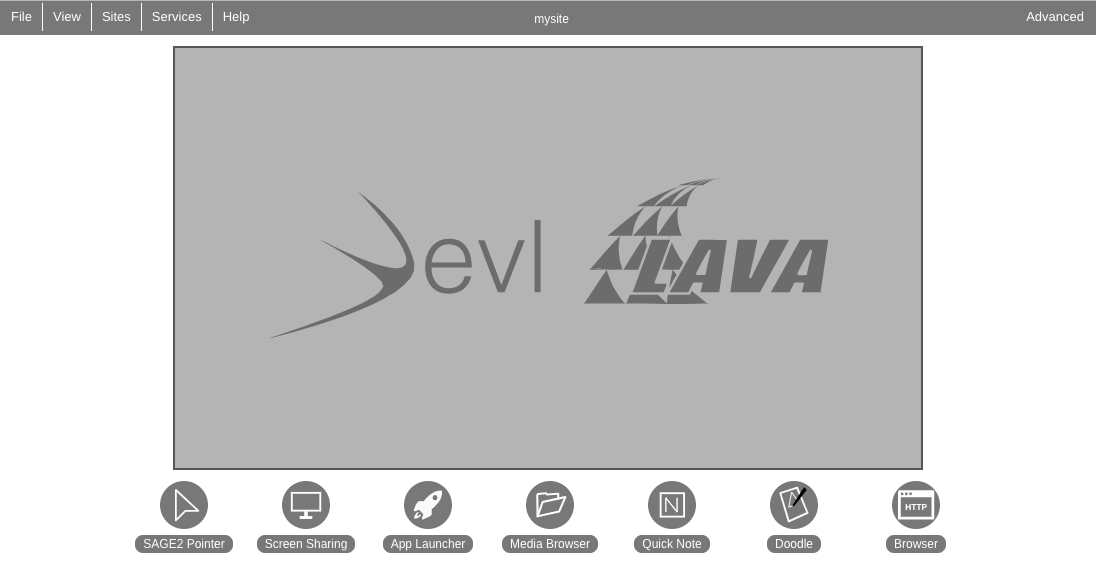 File View Sites Services Help mysite Advanced
evl LAVA
HTTP
SAGE2 Pointer Screen Sharing App Launcher Media Browser Quick Note Doodle Browser